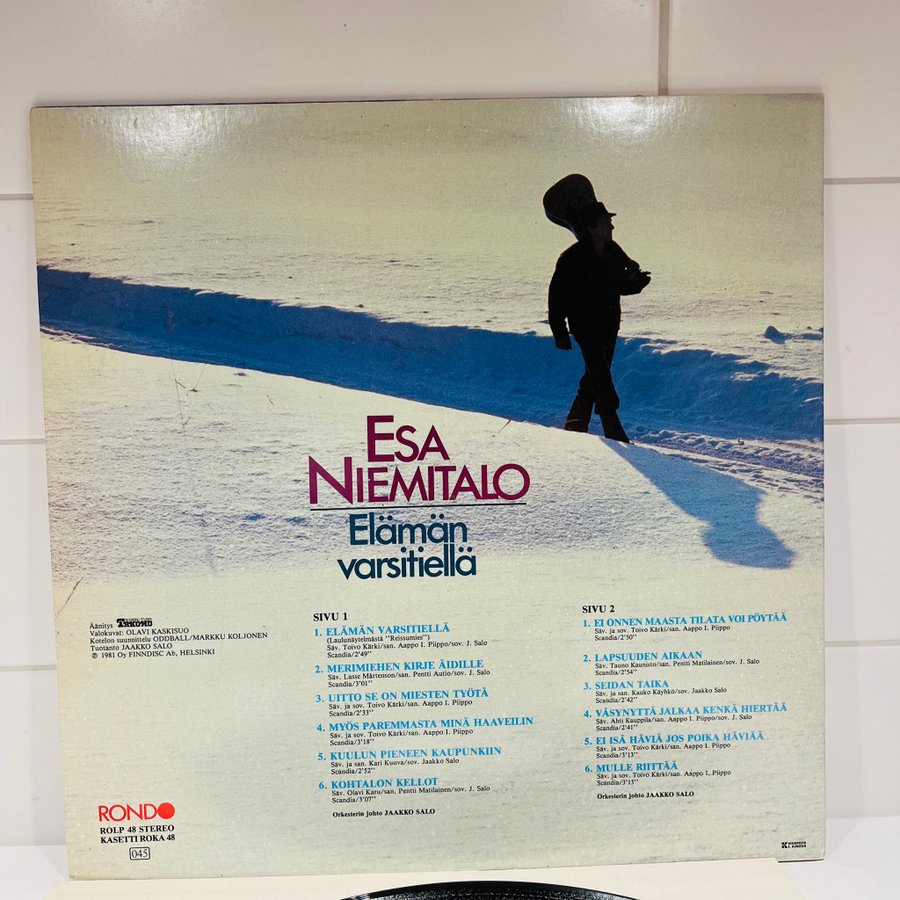 ESA
NIEMITALO
Elämän
varsitiellä
Äänitys
Valokuvat: OLAVI KASKISUO
Kotelon suunnittelu ODDBALL/MARKKU KOLJONEN
Tuotanto JAAKKO SALO
℗ 1981 Oy FINNDISC Ab, HELSINKI
SIVU 1
1. ELÄMÄN VARSITIELLÄ
(Laulunäytelmästä "Reissumies")
Säv. Toivo Kärki/san. Aappo I. Piippo/sov. J. Salo
Scandia/2'49"
2. MERIMIEHEN KIRJE ÄIDILLE
Säv. Lasse Mårtenson/san. Pentti Autio/sov. J. Salo
Scandia/3'01"
3. UITTO SE ON MIESTEN TYÖTÄ
Säv. ja sov. Toivo Kärki/san. Aappo I. Piippo
Scandia/2'33"
4. MYÖS PAREMMASTA MINÄ HAAVEILIN
Säv. ja sov. Toivo Kärki/san. Aappo I. Piippo
Scandia/3'18"
5. KUULUN PIENEEN KAUPUNKIIN
Säv. ja san. Kari Kuuva/sov. Jaakko Salo
Scandia/2'52"
6. KOHTALON KELLOT
Säv. Olavi Karu/san. Pentti Matilainen/sov. J. Salo
Scandia/3'07"
Orkesterin johto JAAKKO SALO
SIVU 2
1. EI ONNEN MAASTA TILATA VOI PÖYTÄÄ
Säv. ja sov. Toivo Kärki/san. Aappo I. Piippo
Scandia/2'50"
2. LAPSUUDEN AIKAAN
Säv. Tauno Kaunisto/san. Pentti Matilainen/sov. J. Salo
Scandia/2'54"
3. SEIDAN TAIKA
Säv. ja san. Kauko Käyhkö/sov. Jaakko Salo
Scandia/2'42"
4. VÄSYNYTTÄ JALKAA KENKÄ HIERTÄÄ
Säv. Ahti Kauppila/san. Aappo I. Piippo/sov. J. Salo
Scandia/2'41"
5. EI ISÄ HÄVIÄ JOS POIKA HÄVIÄÄ
Säv. ja sov. Toivo Kärki/san. Aappo I. Piippo
Scandia/3'13"
6. MULLE RIITTÄÄ
Säv. ja sov. Toivo Kärki/san. Aappo I. Piippo
Scandia/3'15"
Orkesterin johto JAAKKO SALO
RONDO
ROLP 48 STEREO
KASETTI ROKA 48
045